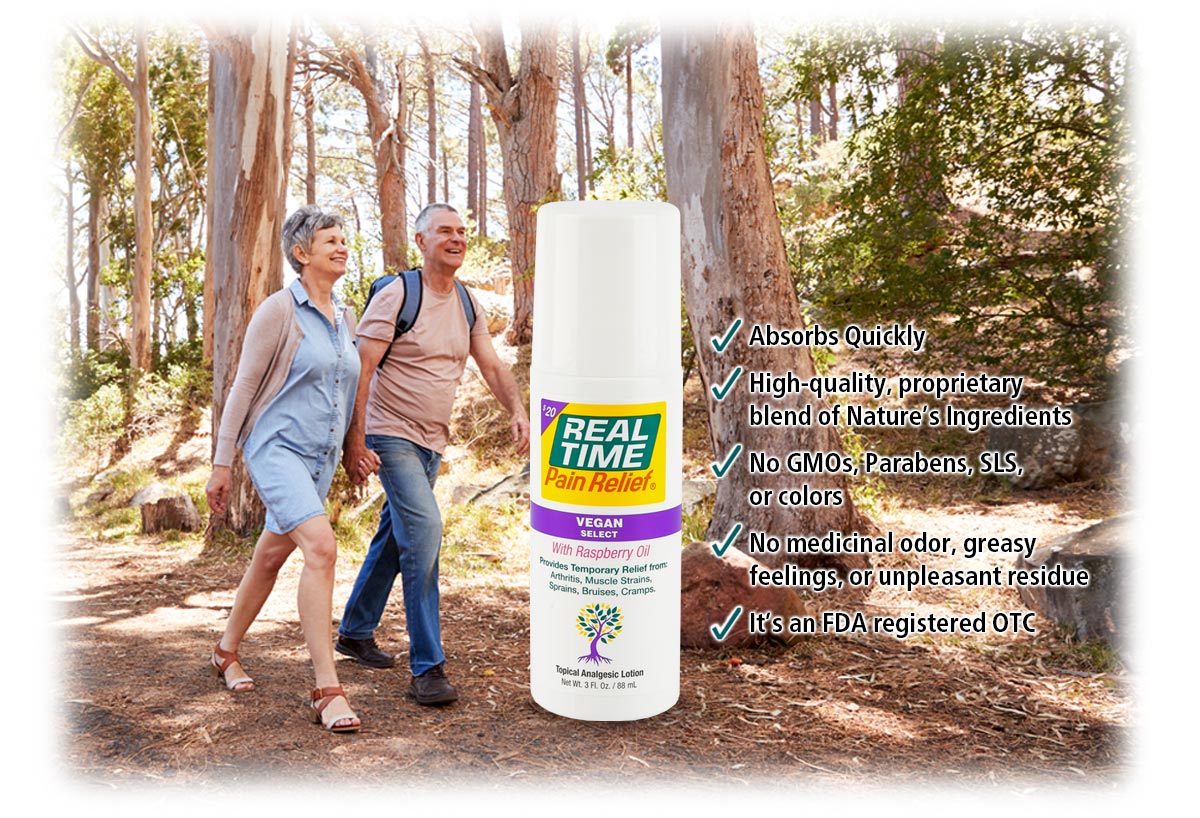 $20
REAL
TIME
Pain Relief®
VEGAN
SELECT
With Raspberry Oil
Provides Temporary Relief from:
Arthritis, Muscle Strains,
Sprains, Bruises, Cramps.
Topical Analgesic Lotion
Net Wt. 3 Fl. Oz. / 88 mL
Absorbs Quickly
High-quality, proprietary
blend of Nature's Ingredients
No GMOs, Parabens, SLS,
or colors
No medicinal odor, greasy
feelings, or unpleasant residue
It's an FDA registered OTC